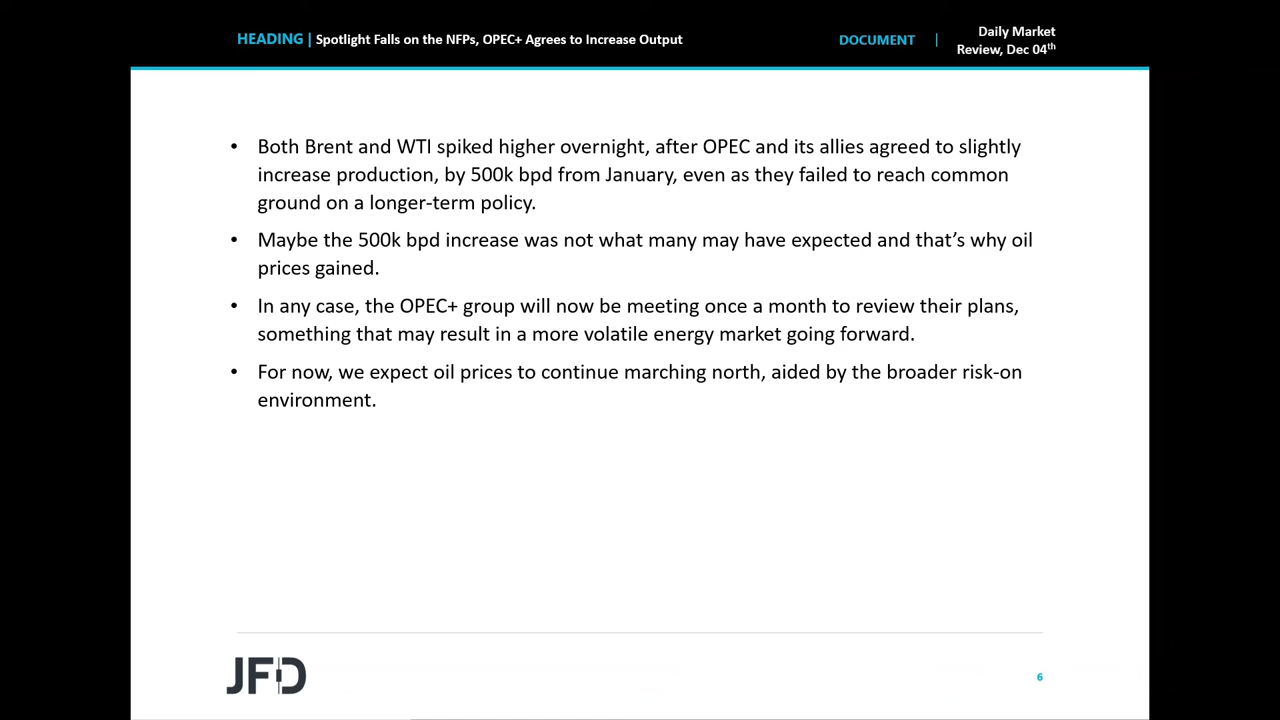 HEADING | Spotlight Falls on the NFPs, OPEC+ Agrees to Increase Output
DOCUMENT | Daily Market
Review, Dec 04th
• Both Brent and WTI spiked higher overnight, after OPEC and its allies agreed to slightly
increase production, by 500k bpd from January, even as they failed to reach common
ground on a longer-term policy.
• Maybe the 500k bpd increase was not what many may have expected and that’s why oil
prices gained.
• In any case, the OPEC+ group will now be meeting once a month to review their plans,
something that may result in a more volatile energy market going forward.
• For now, we expect oil prices to continue marching north, aided by the broader risk-on
environment.
JFD
6